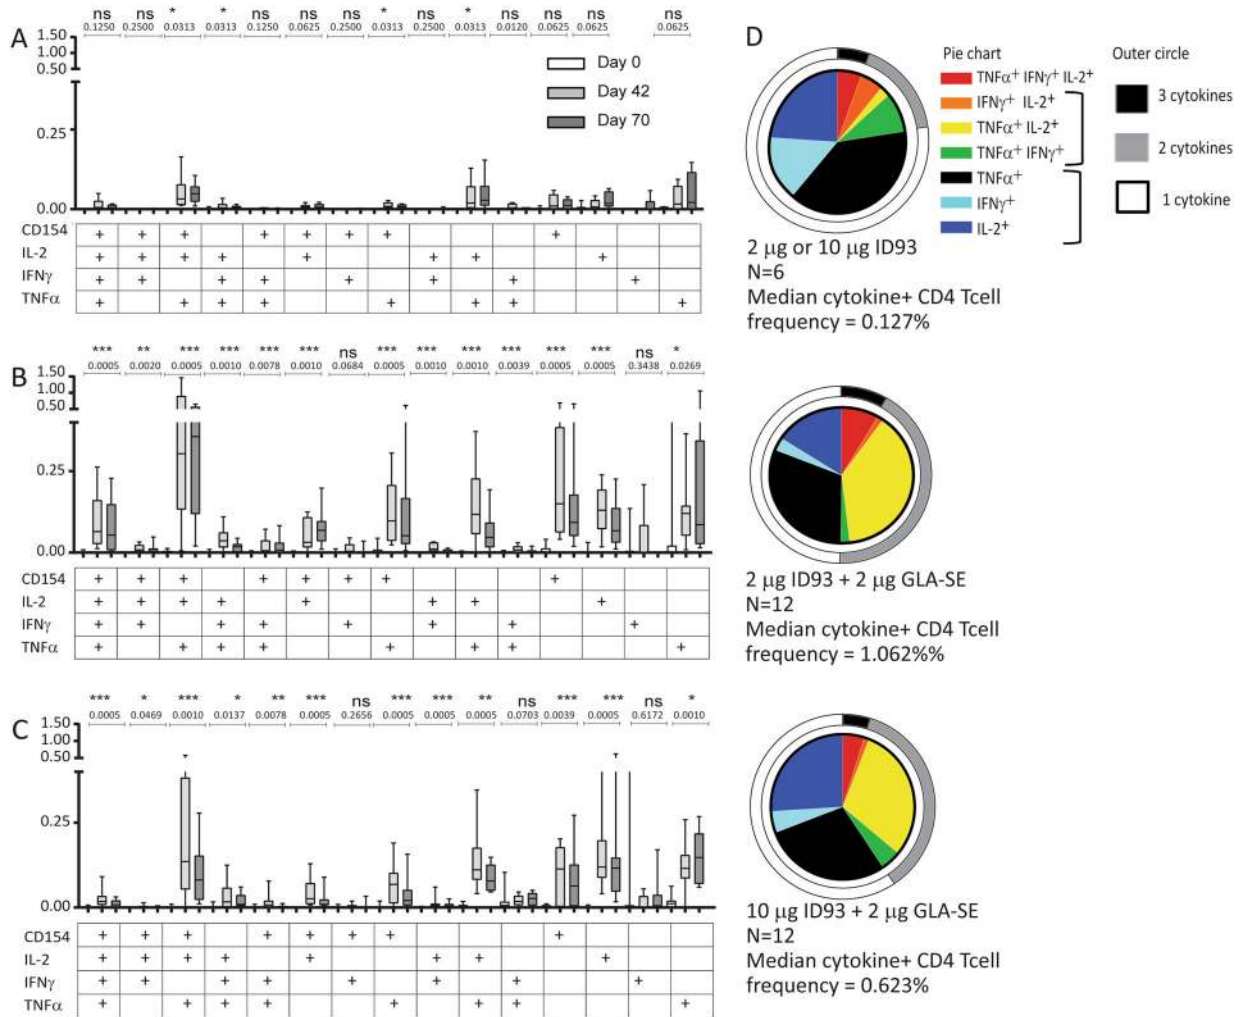 ns ns * * ns ns ns * ns * ns ns ns ns
0.1250 0.2500 0.0313 0.0313 0.1250 0.0625 0.2500 0.0313 0.2500 0.0313 0.0120 0.0625 0.0625 0.0625
A
1.50
0.50
0.25
0.00
Day 0
Day 42
Day 70
CD154 + + + + + + + +
IL-2 + + + + + + + +
IFNγ + + + + + + + +
TNFα + + + + + + + +
*** ** *** *** *** *** ns *** *** *** *** *** *** ns *
0.0005 0.0020 0.0005 0.0010 0.0078 0.0010 0.0684 0.0005 0.0010 0.0010 0.0039 0.0005 0.0005 0.3438 0.0269
B
1.50
1.00
0.50
0.25
0.00
CD154 + + + + + + + +
IL-2 + + + + + + + +
IFNγ + + + + + + + +
TNFα + + + + + + + +
*** * *** * ** *** ns *** *** ** ns *** *** ns *
0.0005 0.0469 0.0010 0.0137 0.0078 0.0005 0.2656 0.0005 0.0005 0.0005 0.0703 0.0039 0.0005 0.6172 0.0010
C
1.50
1.00
0.50
0.25
0.00
CD154 + + + + + + + +
IL-2 + + + + + + + +
IFNγ + + + + + + + +
TNFα + + + + + + + +
D
Pie chart
TNFα+ IFNγ+ IL-2+
IFNγ+ IL-2+
TNFα+ IL-2+
TNFα+ IFNγ+
TNFα+
IFNγ+
IL-2+
Outer circle
3 cytokines
2 cytokines
1 cytokine
2 μg or 10 μg ID93
N=6
Median cytokine+ CD4 Tcell
frequency = 0.127%
2 μg ID93 + 2 μg GLA-SE
N=12
Median cytokine+ CD4 Tcell
frequency = 1.062%%
10 μg ID93 + 2 μg GLA-SE
N=12
Median cytokine+ CD4 Tcell
frequency = 0.623%